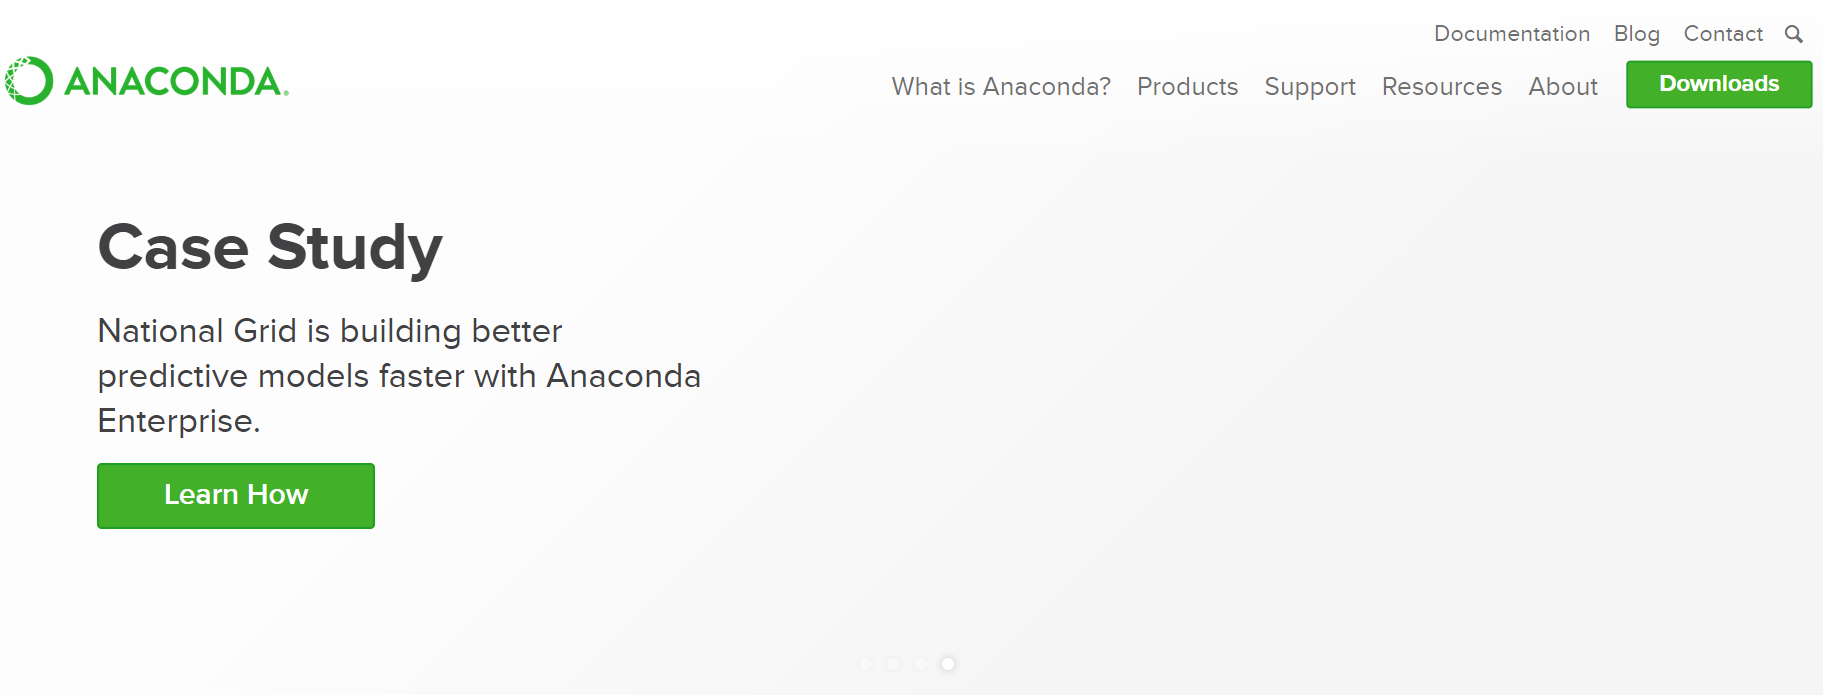 Documentation Blog Contact
ANACONDA®
What is Anaconda? Products Support Resources About Downloads
Case Study
National Grid is building better
predictive models faster with Anaconda
Enterprise.
Learn How